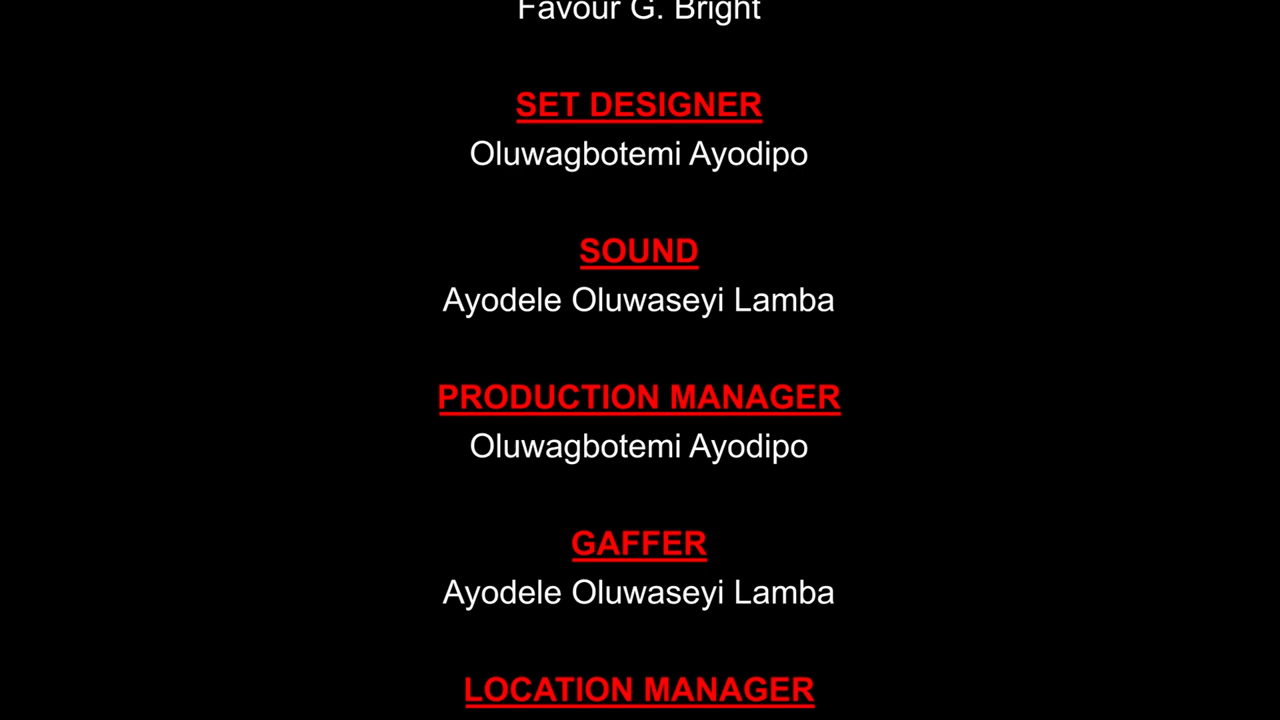 Favour G. Bright
SET DESIGNER
Oluwagbotemi Ayodipo
SOUND
Ayodele Oluwaseyi Lamba
PRODUCTION MANAGER
Oluwagbotemi Ayodipo
GAFFER
Ayodele Oluwaseyi Lamba
LOCATION MANAGER